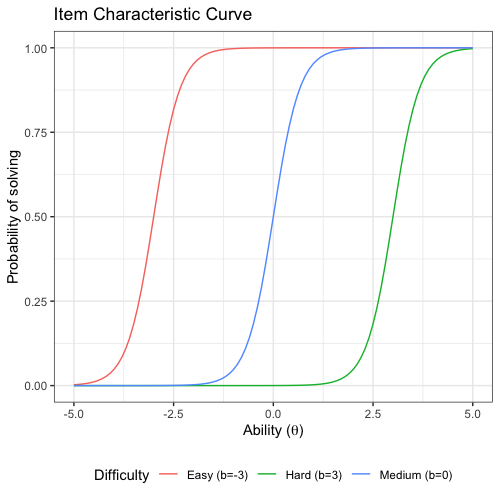 Item Characteristic Curve
Probability of solving
1.00
0.75
0.50
0.25
0.00
-5.0 -2.5 0.0 2.5 5.0
Ability (θ)
Difficulty Easy (b=-3) Hard (b=3) Medium (b=0)